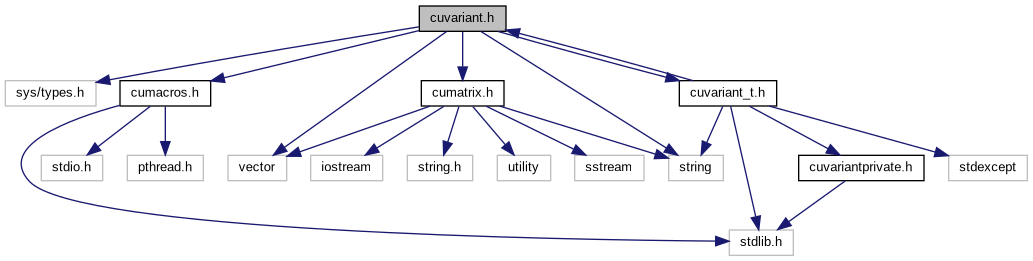 cuvariant.h
sys/types.h
cumacros.h
cumatrix.h
cuvariant_t.h
stdio.h
pthread.h
vector
iostream
string.h
utility
sstream
string
cuvariantprivate.h
stdexcept
stdlib.h